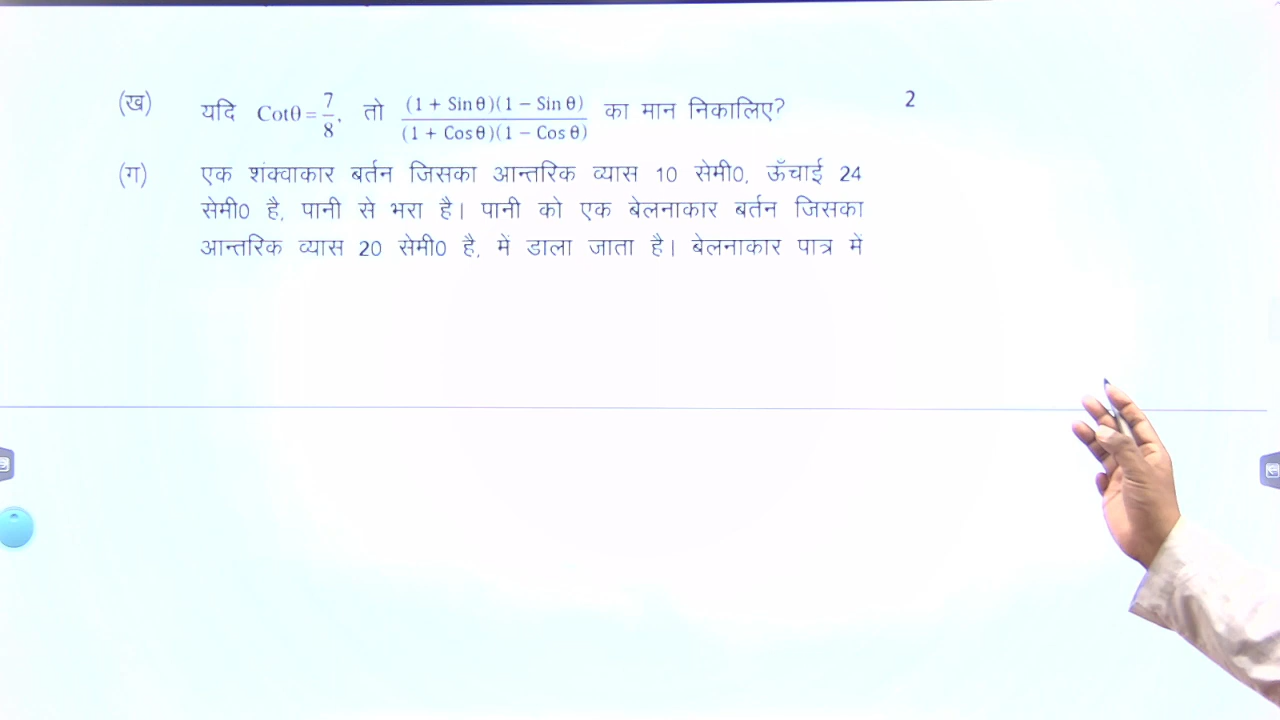 (ख) यदि Cotθ = 7/8, तो (1 + Sin θ)(1 − Sin θ) / (1 + Cos θ)(1 − Cos θ) का मान निकालिए? 2
(ग) एक शंक्वाकार बर्तन जिसका आन्तरिक व्यास 10 सेमी0, ऊँचाई 24
सेमी0 है, पानी से भरा है। पानी को एक बेलनाकार बर्तन जिसका
आन्तरिक व्यास 20 सेमी0 है, में डाला जाता है। बेलनाकार पात्र में